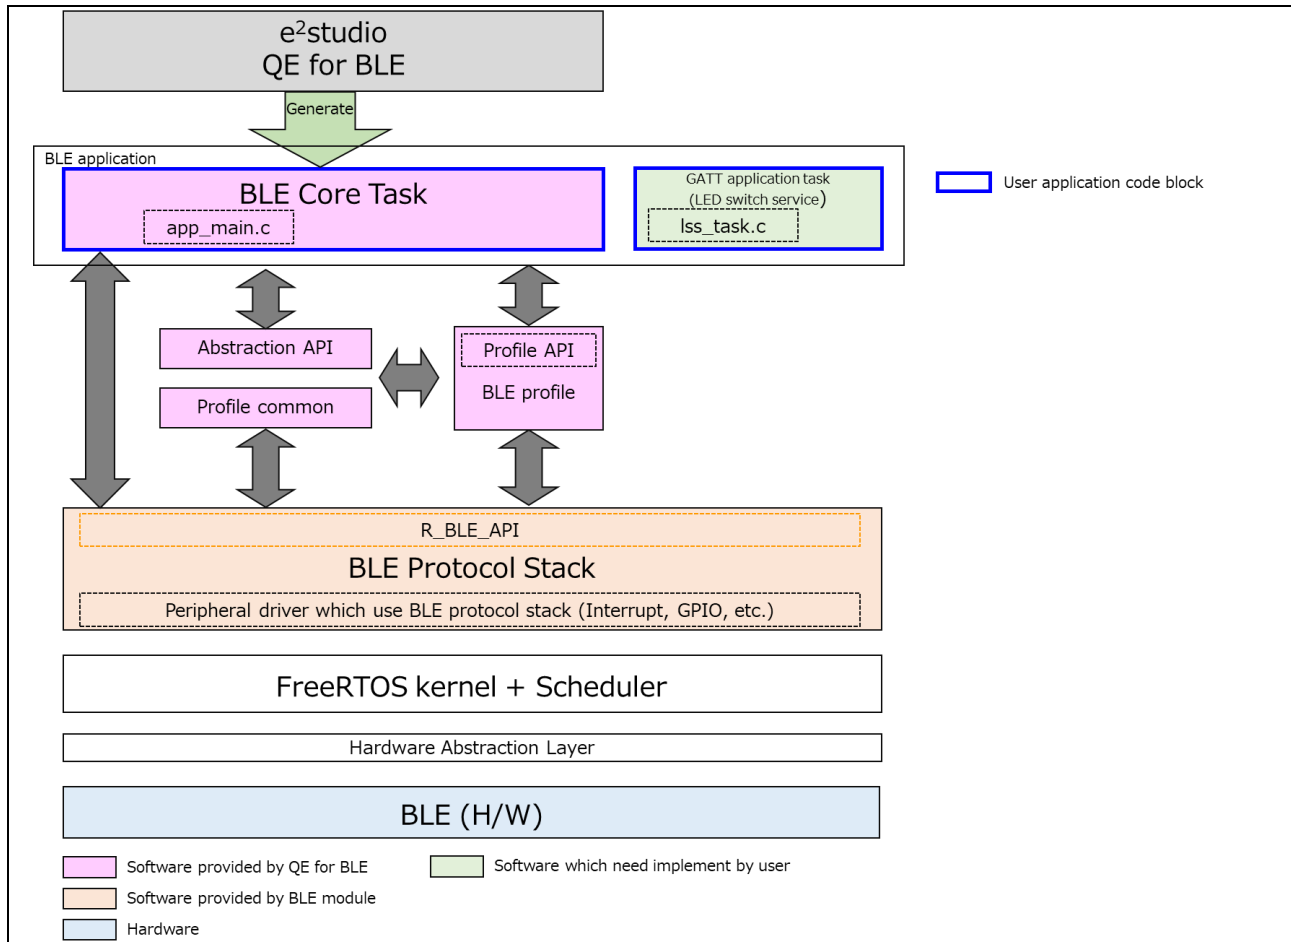 e²studio
QE for BLE
Generate
BLE application
BLE Core Task
app_main.c
GATT application task
(LED switch service)
lss_task.c
User application code block
Abstraction API
Profile common
Profile API
BLE profile
R_BLE_API
BLE Protocol Stack
Peripheral driver which use BLE protocol stack (Interrupt, GPIO, etc.)
FreeRTOS kernel + Scheduler
Hardware Abstraction Layer
BLE (H/W)
Software provided by QE for BLE
Software which need implement by user
Software provided by BLE module
Hardware